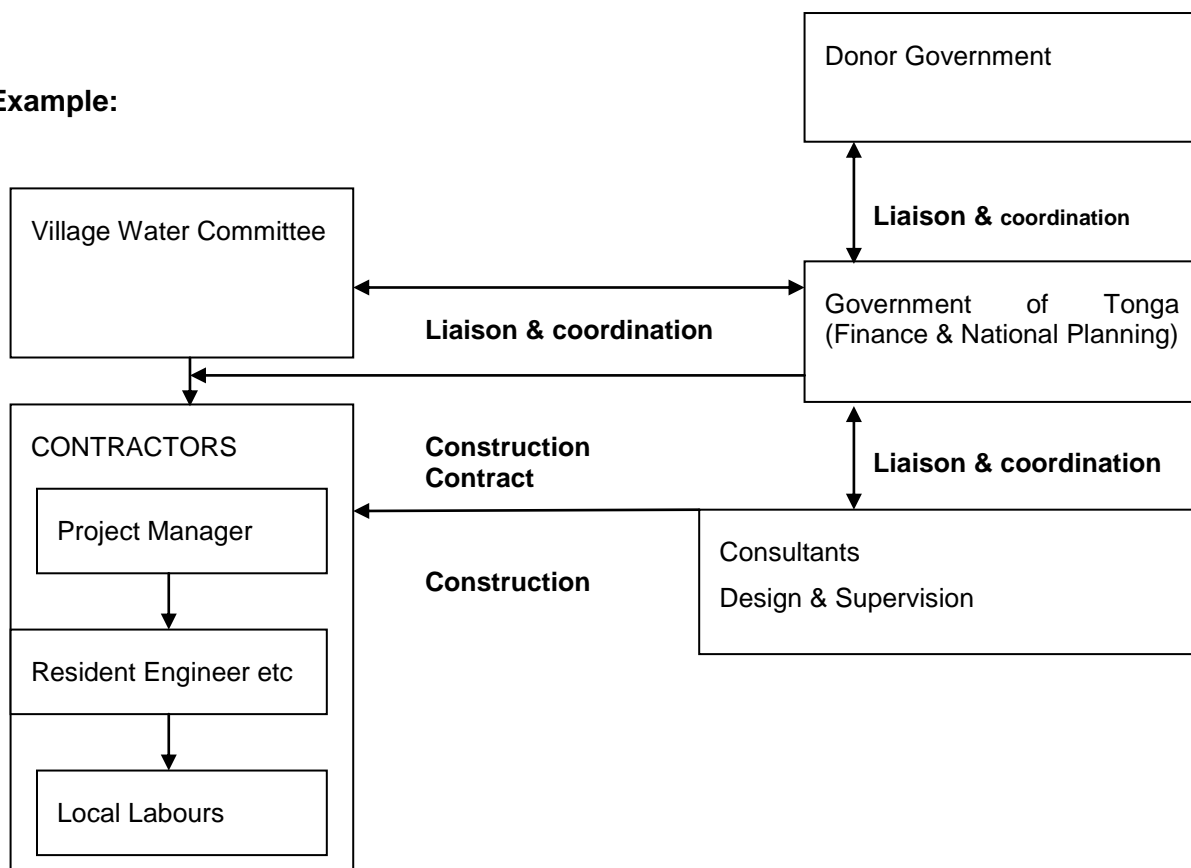 Donor Government
Example:
Liaison & coordination
Village Water Committee
Government of Tonga
(Finance & National Planning)
Liaison & coordination
CONTRACTORS
Construction
Contract
Liaison & coordination
Project Manager
Consultants
Design & Supervision
Construction
Resident Engineer etc
Local Labours